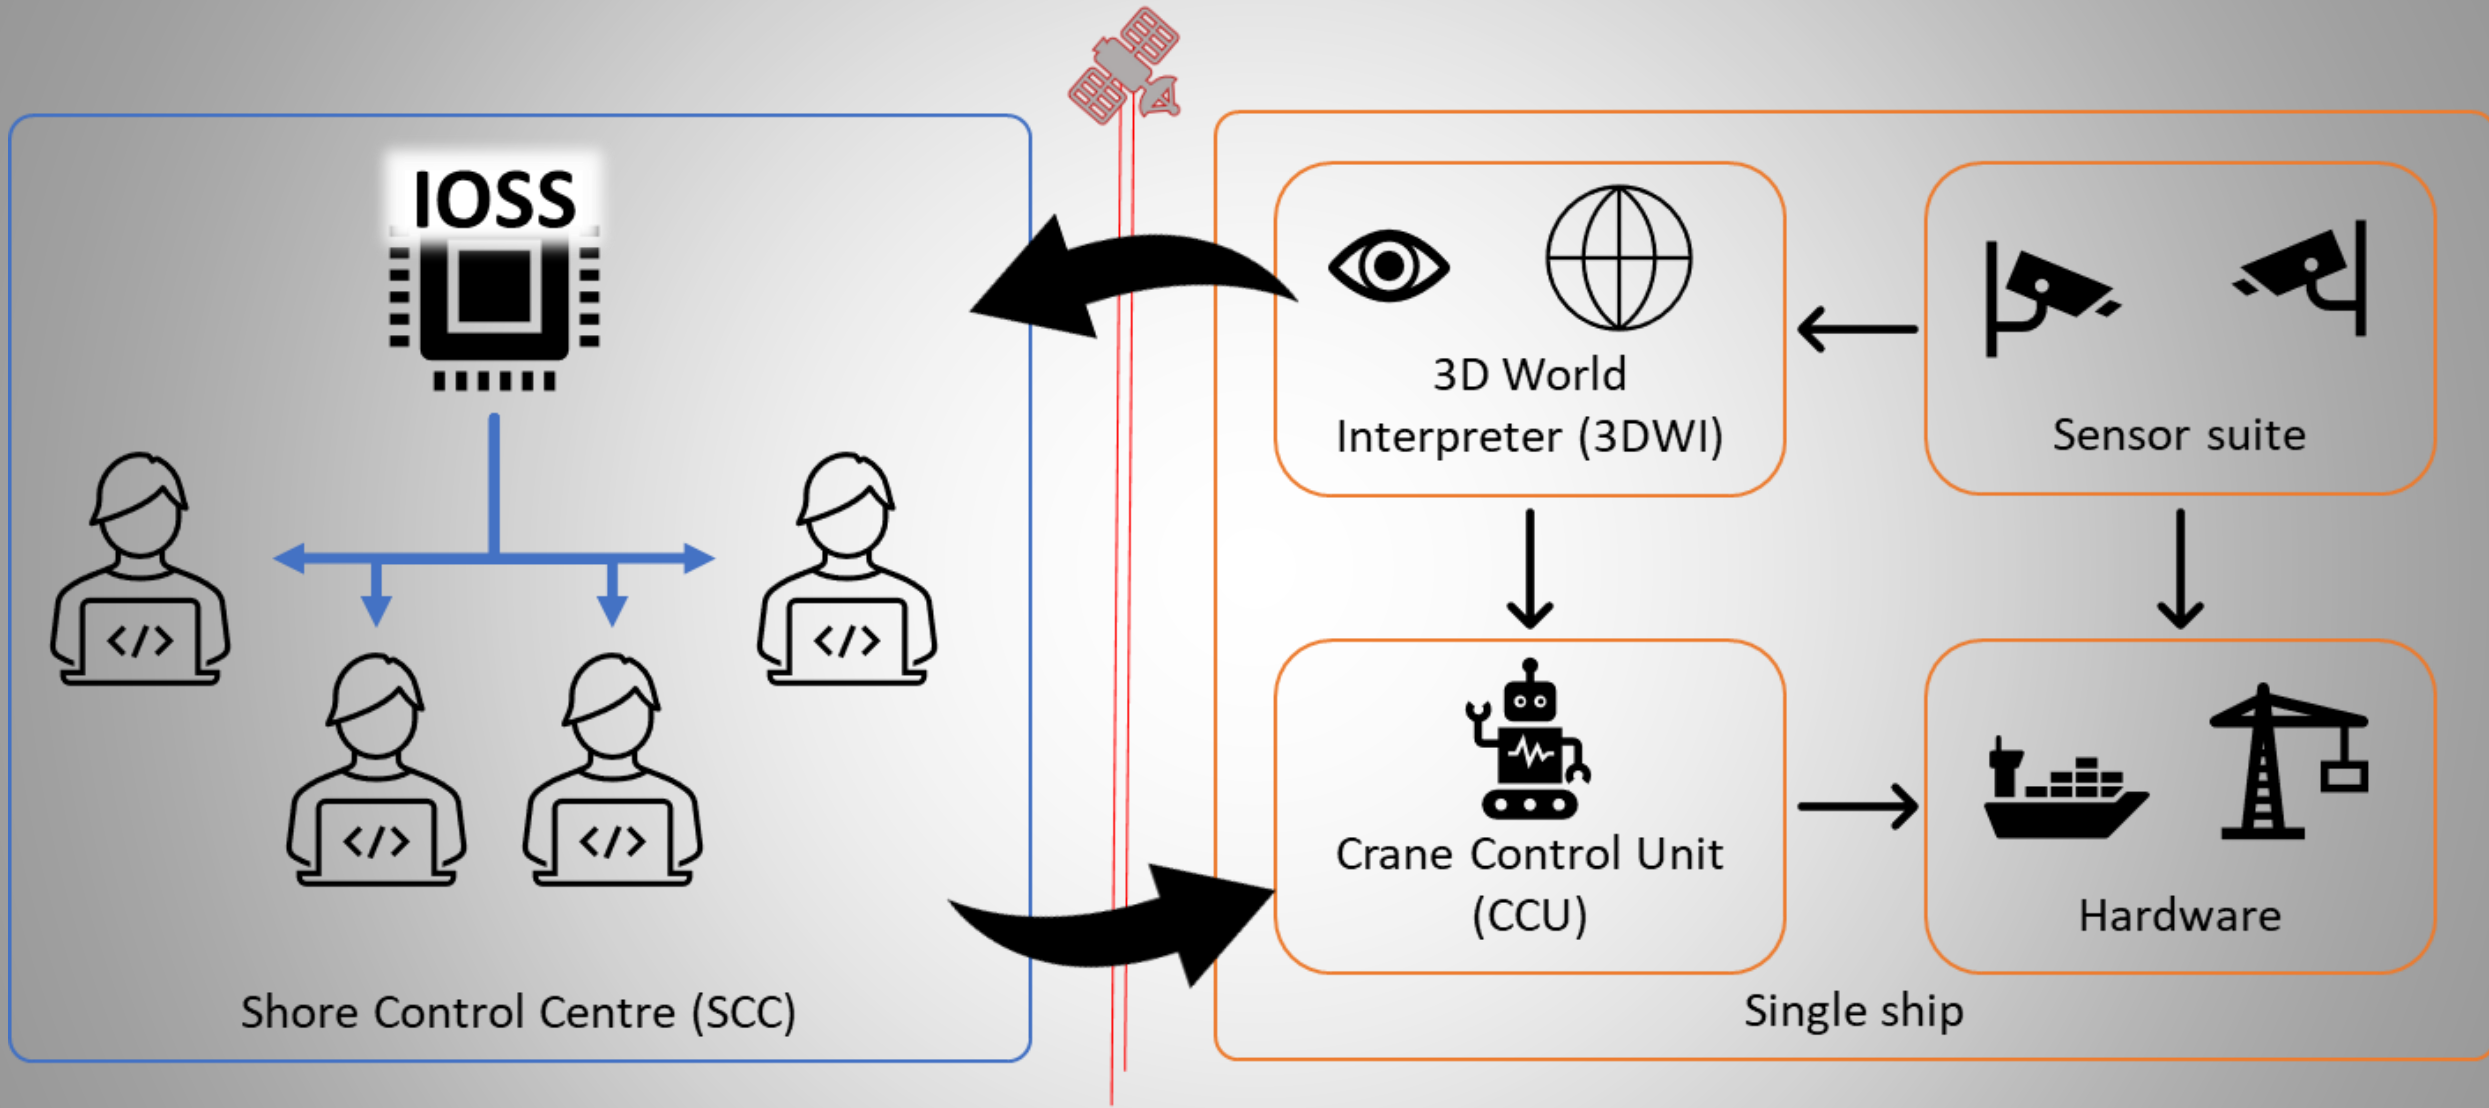 IOSS
</>
</>
</>
</>
Shore Control Centre (SCC)
3D World
Interpreter (3DWI)
Sensor suite
Crane Control Unit
(CCU)
Hardware
Single ship